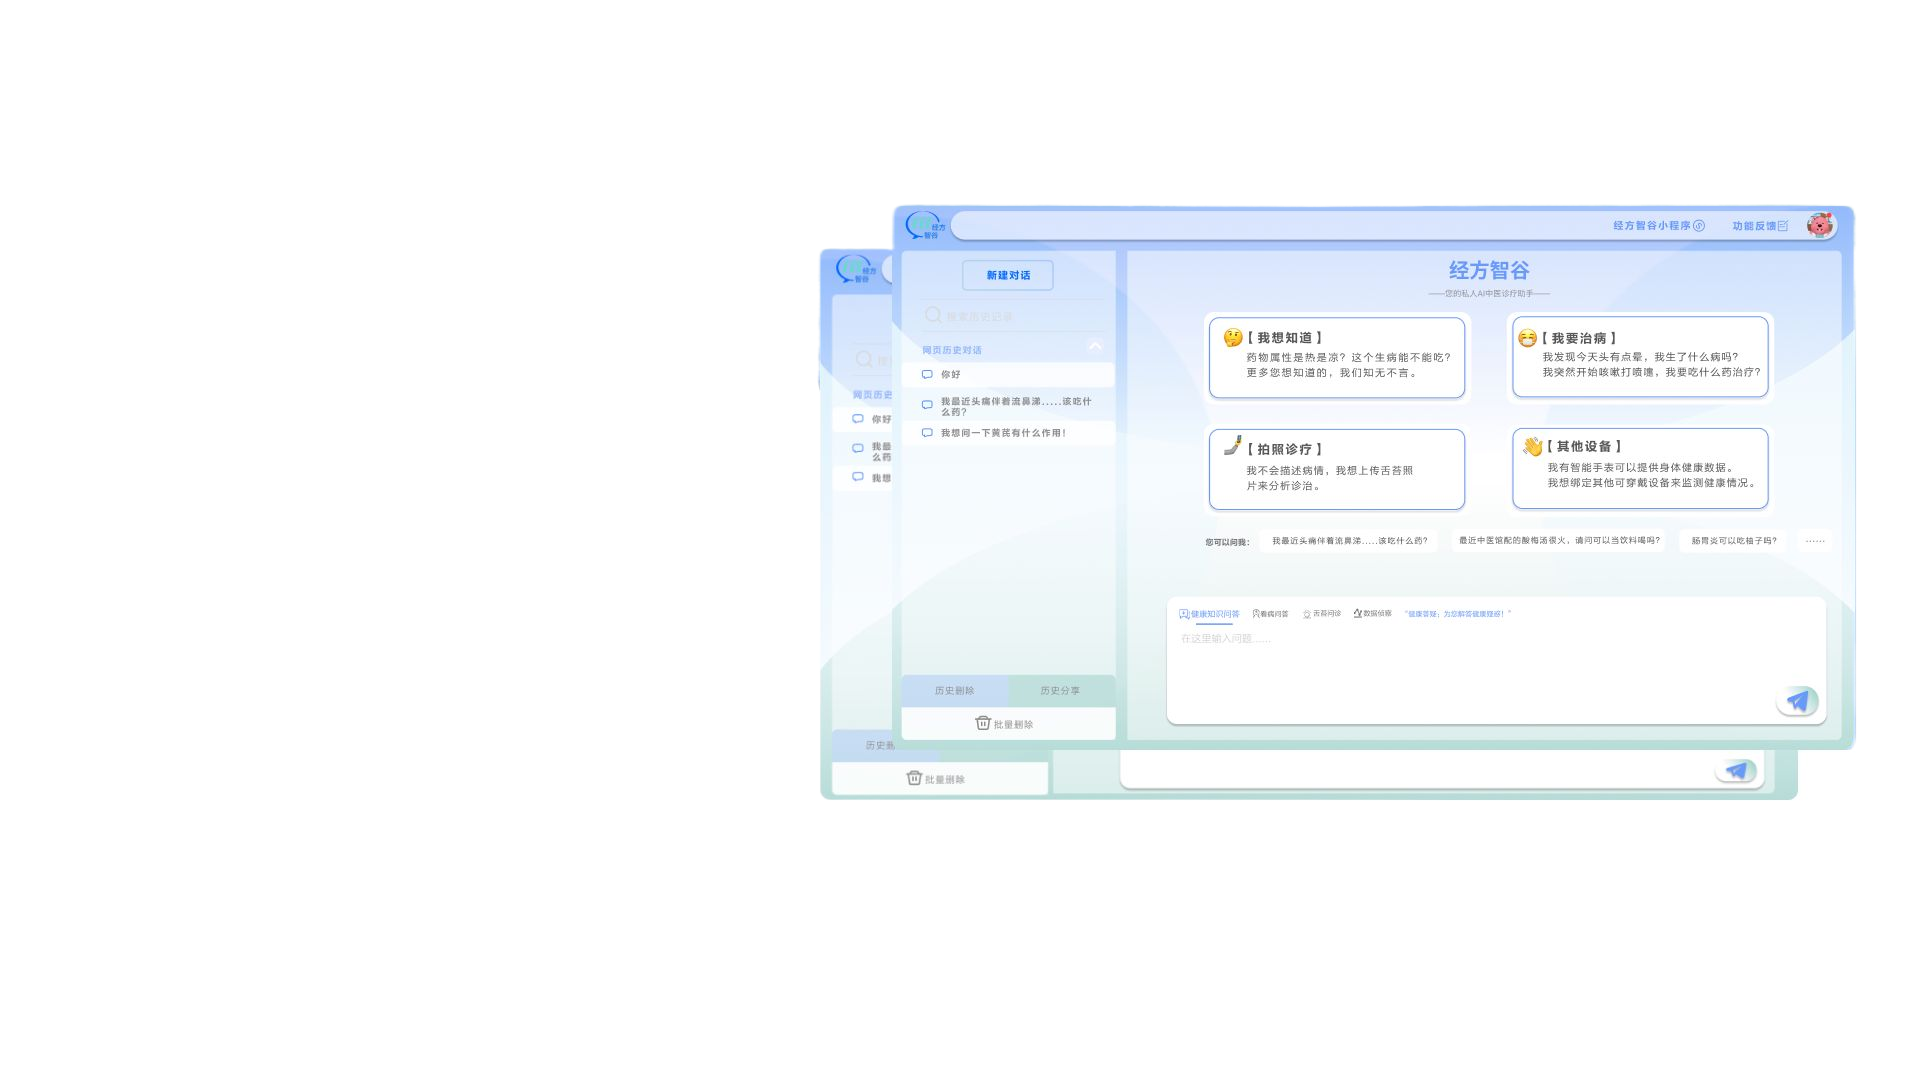 经方
智谷
经方智谷小程序
功能反馈
新建对话
搜索历史记录
网页历史对话
你好
我最近头痛伴着流鼻涕.....该吃什
么药？
我想问一下黄芪有什么作用！
历史删除
历史分享
批量删除
经方智谷
——您的私人AI中医诊疗助手——
【 我想知道 】
药物属性是热是凉？这个生病能不能吃？
更多您想知道的，我们知无不言。
【 我要治病 】
我发现今天头有点晕，我生了什么病吗？
我突然开始咳嗽打喷嚏，我要吃什么药治疗？
【 拍照诊疗 】
我不会描述病情，我想上传舌苔照
片来分析诊治。
【 其他设备 】
我有智能手表可以提供身体健康数据。
我想绑定其他可穿戴设备来监测健康情况。
您可以问我：
我最近头痛伴着流鼻涕.....该吃什么药？
最近中医馆配的酸梅汤很火，请问可以当饮料喝吗？
肠胃炎可以吃柚子吗？
......
健康知识问答
看病问答
舌苔问诊
数据侦察
“健康答疑：为您解答健康疑惑！”
在这里输入问题......
经方
智谷
搜
网页历史
你好
我最
么药
我想
历史删
批量删除